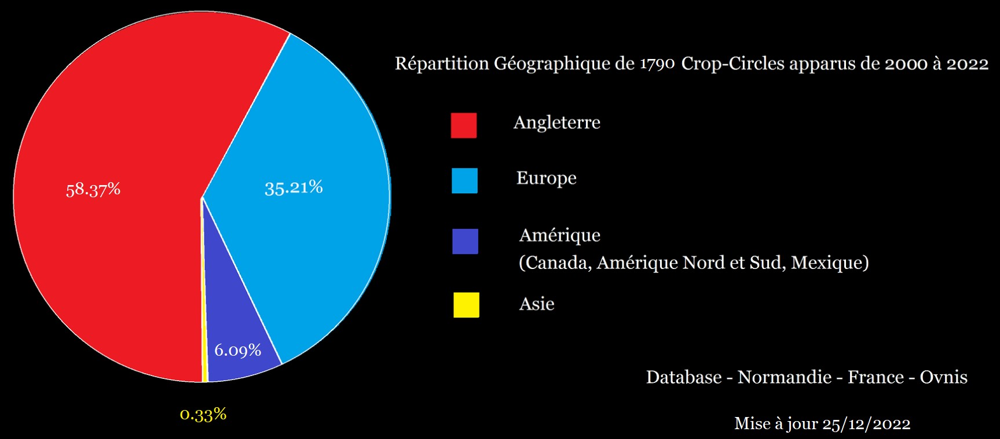 Répartition Géographique de 1790 Crop-Circles apparus de 2000 à 2022
Angleterre
58.37%
35.21%
Europe
Amérique
(Canada, Amérique Nord et Sud, Mexique)
Asie
6.09%
0.33%
Database - Normandie - France - Ovnis
Mise à jour 25/12/2022